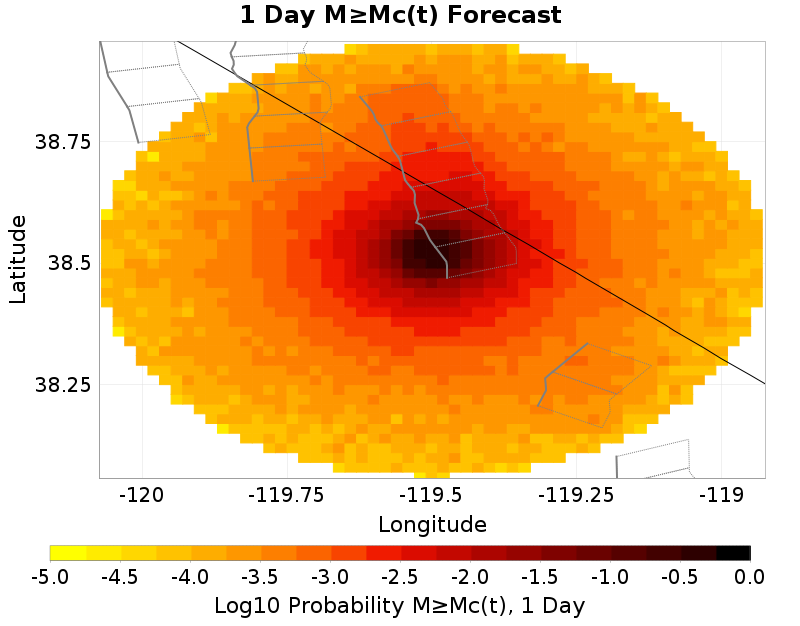 1 Day M≥Mc(t) Forecast
Latitude
38.75
38.5
38.25
-120 -119.75 -119.5 -119.25 -119
Longitude
-5.0 -4.5 -4.0 -3.5 -3.0 -2.5 -2.0 -1.5 -1.0 -0.5 0.0
Log10 Probability M≥Mc(t), 1 Day